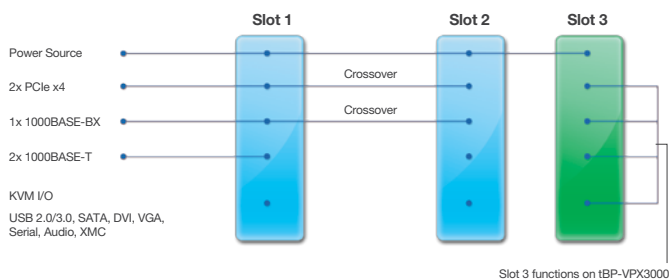 Slot 1 Slot 2 Slot 3
Power Source
2x PCIe x4 Crossover
1x 1000BASE-BX Crossover
2x 1000BASE-T
KVM I/O
USB 2.0/3.0, SATA, DVI, VGA,
Serial, Audio, XMC
Slot 3 functions on tBP-VPX3000